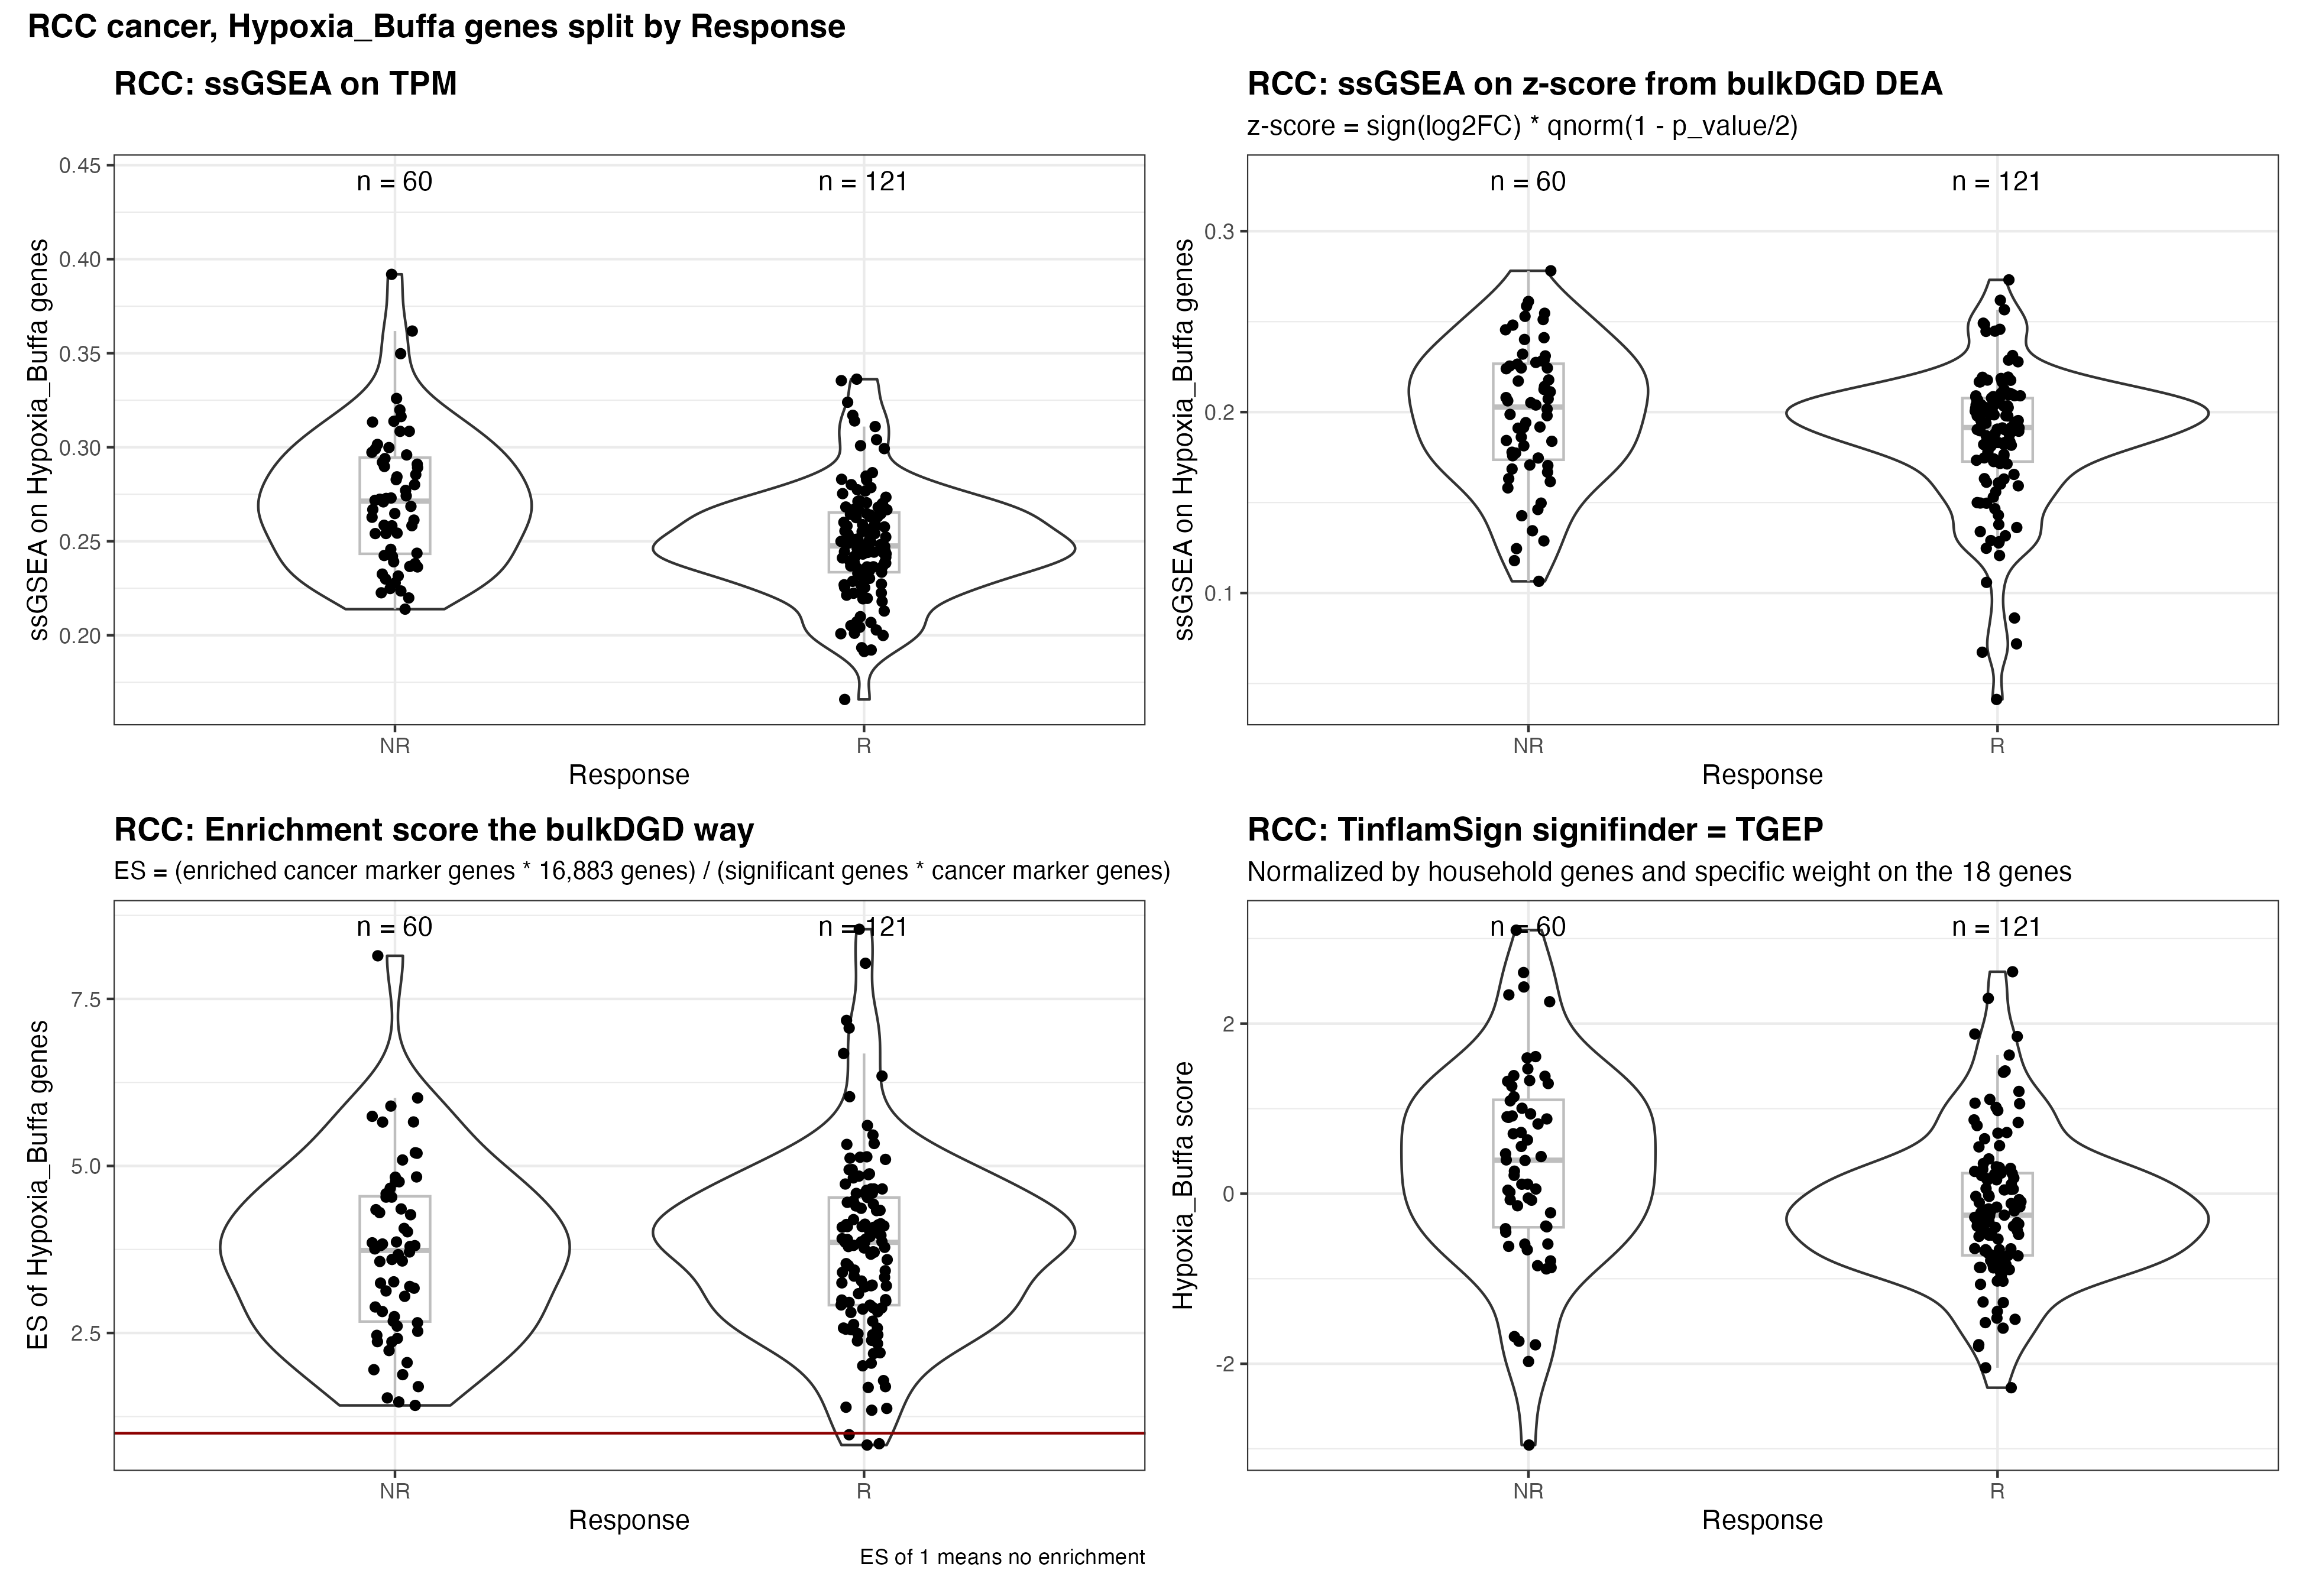 RCC cancer, Hypoxia_Buffa genes split by Response
RCC: ssGSEA on TPM
ssGSEA on Hypoxia_Buffa genes
0.45
0.40
0.35
0.30
0.25
0.20
n = 60
n = 121
NR
R
Response
RCC: ssGSEA on z-score from bulkDGD DEA
z-score = sign(log2FC) * qnorm(1 - p_value/2)
ssGSEA on Hypoxia_Buffa genes
0.3
0.2
0.1
n = 60
n = 121
NR
R
Response
RCC: Enrichment score the bulkDGD way
ES = (enriched cancer marker genes * 16,883 genes) / (significant genes * cancer marker genes)
ES of Hypoxia_Buffa genes
7.5
5.0
2.5
n = 60
n = 121
NR
R
Response
ES of 1 means no enrichment
RCC: TinflamSign signifinder = TGEP
Normalized by household genes and specific weight on the 18 genes
Hypoxia_Buffa score
2
0
-2
n = 60
n = 121
NR
R
Response